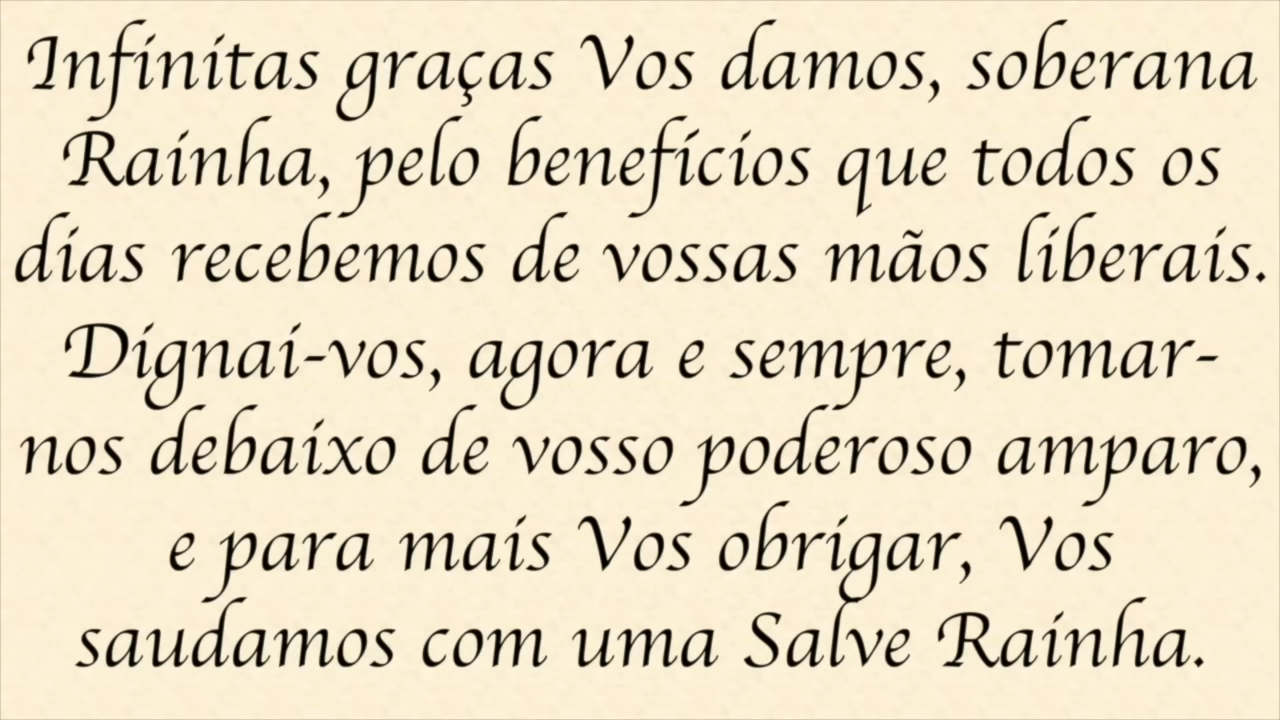 Infinitas graças Vos damos, soberana
Rainha, pelo benefícios que todos os
dias recebemos de vossas mãos liberais.
Dignai-vos, agora e sempre, tomar-
nos debaixo de vosso poderoso amparo,
e para mais Vos obrigar, Vos
saudamos com uma Salve Rainha.